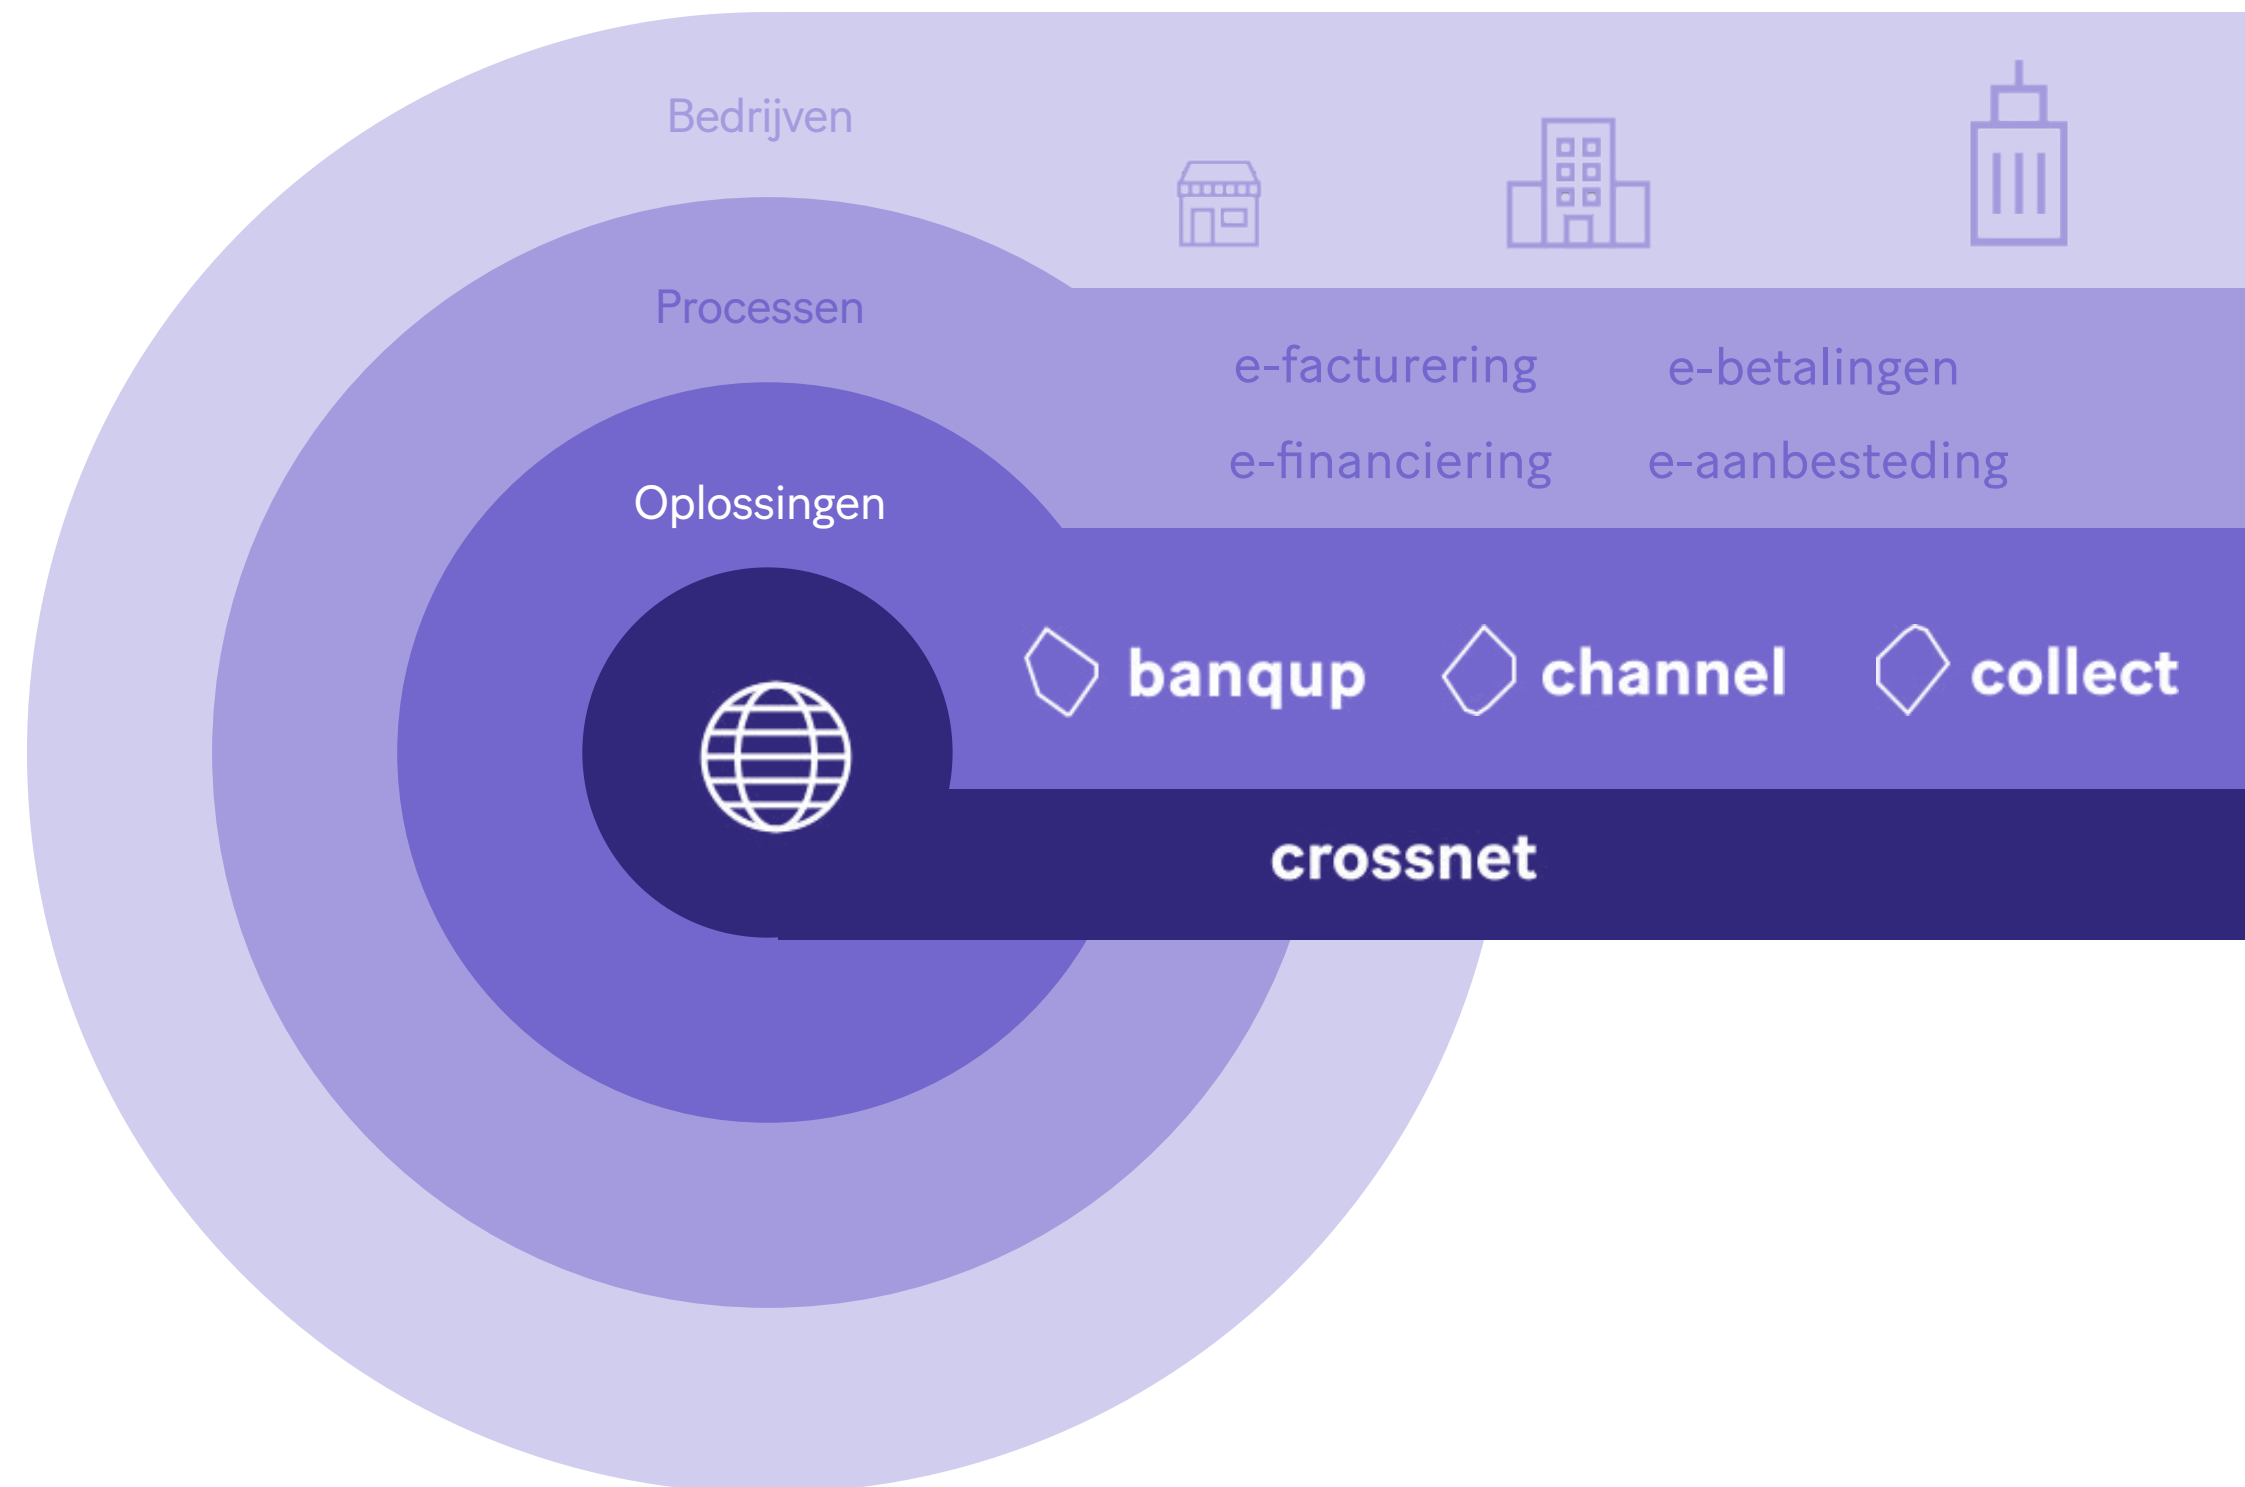 Bedrijven
Processen
e-facturering e-betalingen
e-financiering e-aanbesteding
Oplossingen
banqup channel collect
crossnet